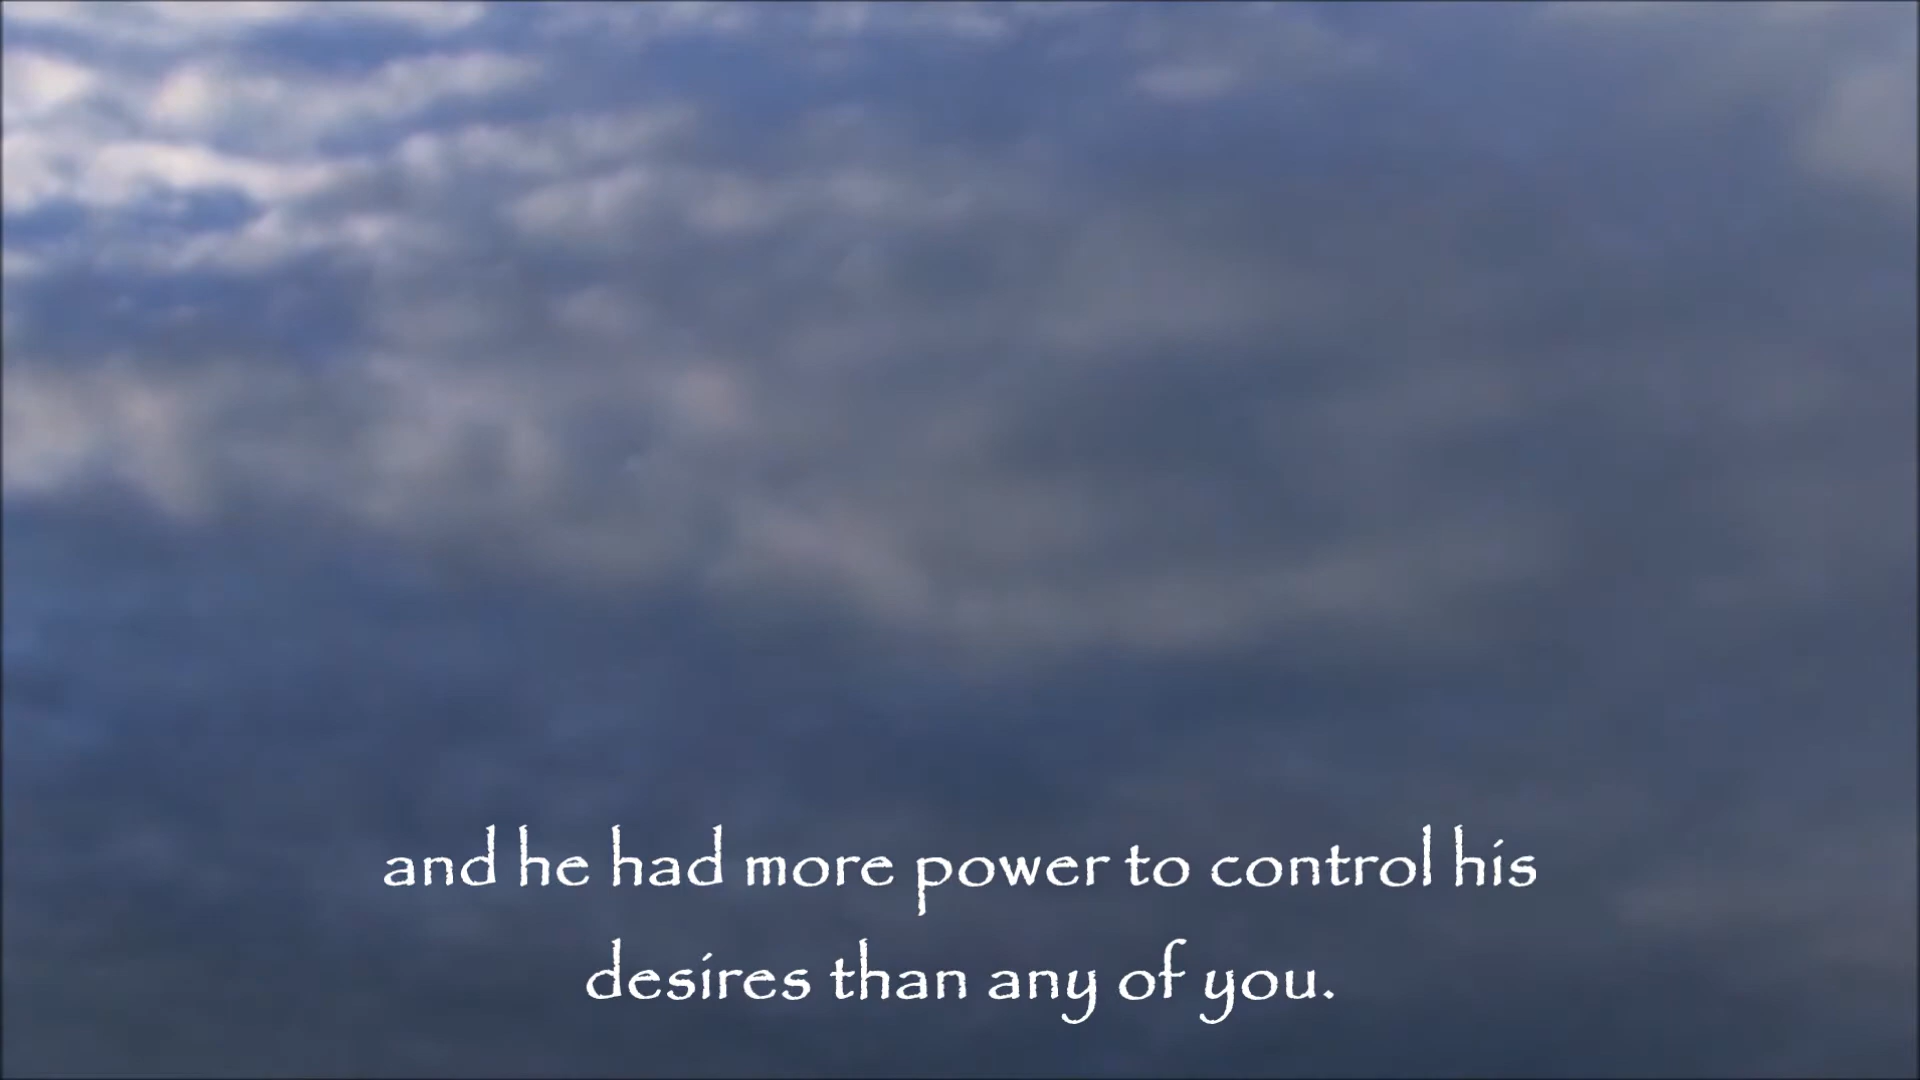 and he had more power to control his
desires than any of you.